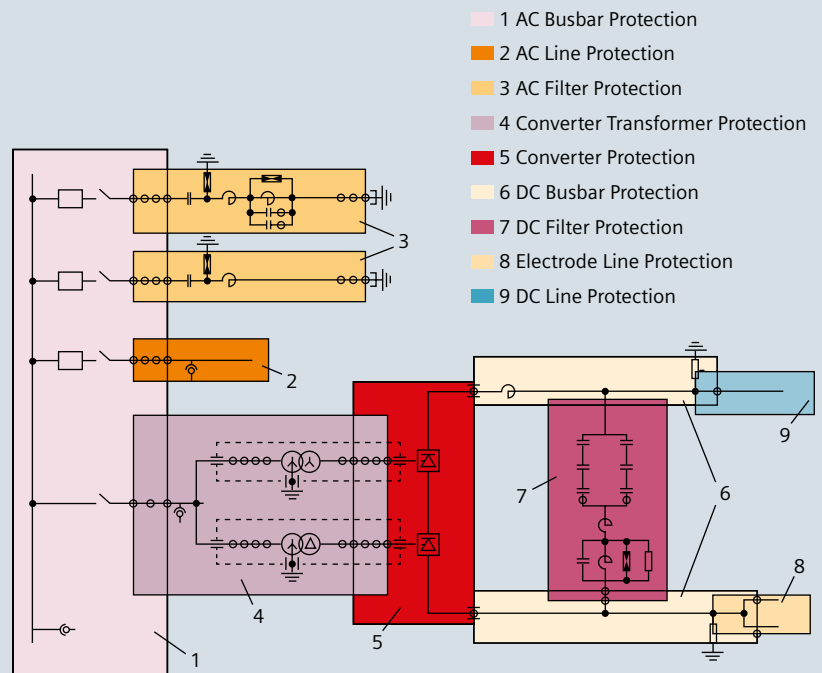 1 AC Busbar Protection
2 AC Line Protection
3 AC Filter Protection
4 Converter Transformer Protection
5 Converter Protection
6 DC Busbar Protection
7 DC Filter Protection
8 Electrode Line Protection
9 DC Line Protection
3
2
9
7
6
8
4
5
1